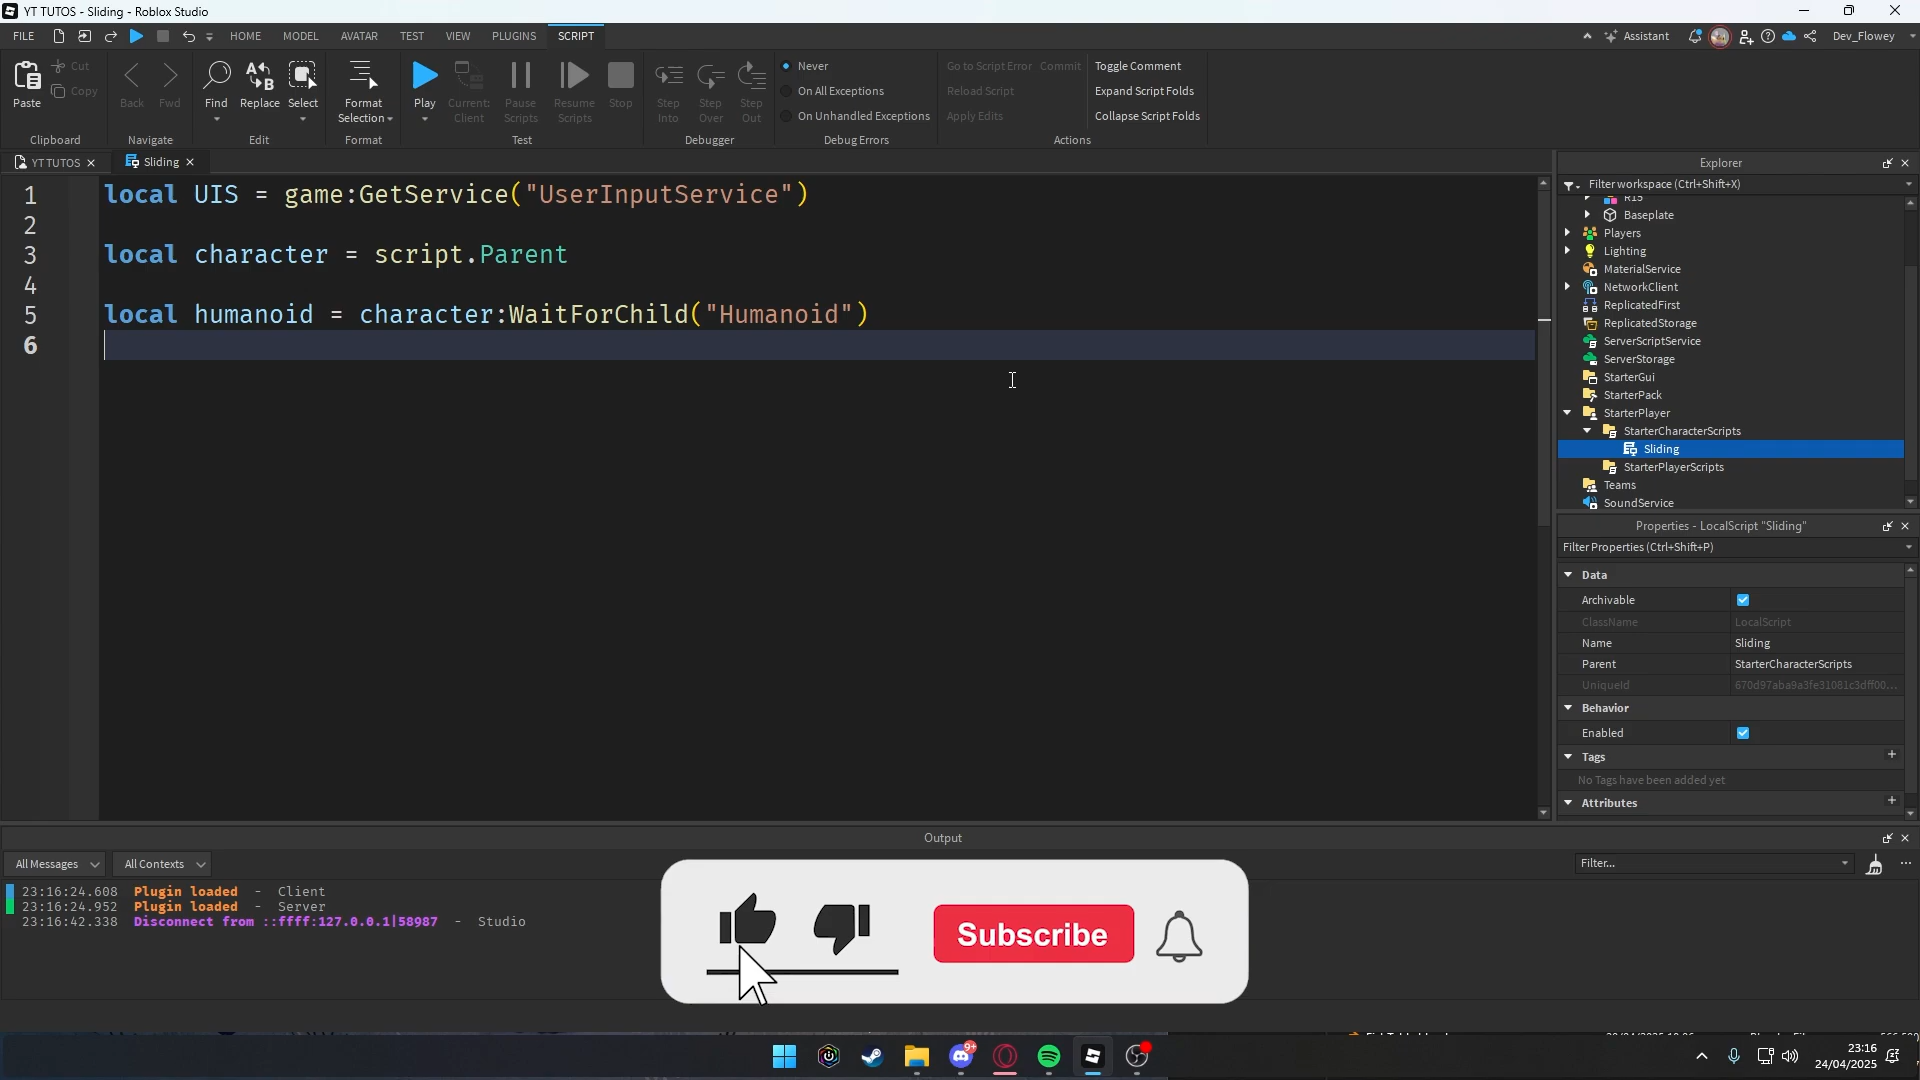 YT TUTOS - Sliding - Roblox Studio
FILE HOME MODEL AVATAR TEST VIEW PLUGINS SCRIPT Assistant Dev_Flowey
Paste Cut Copy Back Fwd Find Replace Select Format Selection Play Current: Client Pause Scripts Resume Scripts Stop Step Into Step Over Step Out
Never
On All Exceptions
On Unhandled Exceptions
Go to Script Error Commit
Reload Script
Apply Edits
Toggle Comment
Expand Script Folds
Collapse Script Folds
Clipboard Navigate Edit Format Test Debugger Debug Errors Actions
YT TUTOS Sliding
1 local UIS = game:GetService("UserInputService")
2
3 local character = script.Parent
4
5 local humanoid = character:WaitForChild("Humanoid")
6
Explorer
Filter workspace (Ctrl+Shift+X)
R15
Baseplate
Players
Lighting
MaterialService
NetworkClient
ReplicatedFirst
ReplicatedStorage
ServerScriptService
ServerStorage
StarterGui
StarterPack
StarterPlayer
StarterCharacterScripts
Sliding
StarterPlayerScripts
Teams
SoundService
Properties - LocalScript "Sliding"
Filter Properties (Ctrl+Shift+P)
Data
Archivable
ClassName LocalScript
Name Sliding
Parent StarterCharacterScripts
UniqueId 670d97aba9a3fe31081c3dff00...
Behavior
Enabled
Tags
No Tags have been added yet
Attributes
Output
All Messages All Contexts Filter...
23:16:24.608 Plugin loaded - Client
23:16:24.952 Plugin loaded - Server
23:16:42.338 Disconnect from ::ffff:127.0.0.1|58987 - Studio
Subscribe
9+
23:16
24/04/2025